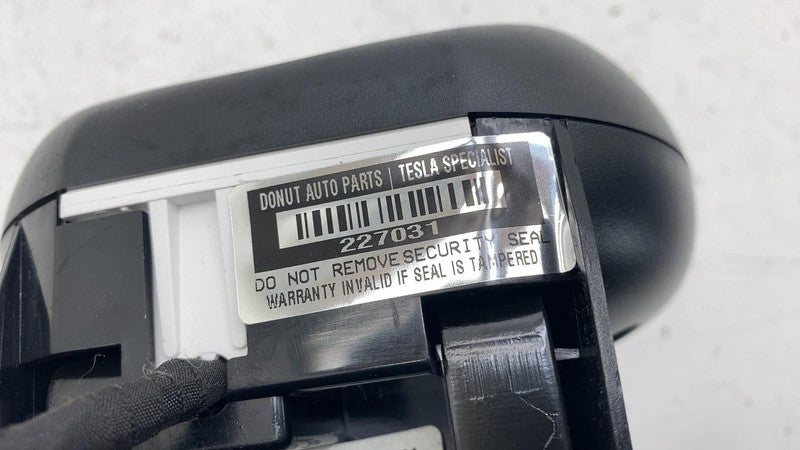 DONUT AUTO PARTS | TESLA SPECIALIST
227031
DO NOT REMOVE SECURITY SEAL
WARRANTY INVALID IF SEAL IS TAMPERED